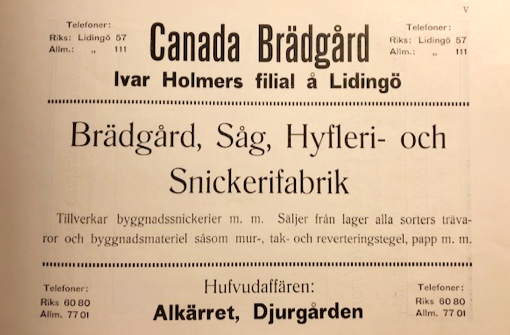 V
Telefoner:
Riks: Lidingö 57
Allm.: „ 111
Canada Brädgård
Telefoner:
Riks: Lidingö 57
Allm.: „ 111
Ivar Holmers filial å Lidingö
Brädgård, Såg, Hyfleri- och
Snickerifabrik
Tillverkar byggnadssnickerier m. m. Säljer från lager alla sorters träva-
ror och byggnadsmateriel såsom mur-, tak- och reverteringstegel, papp m. m.
Telefoner:
Riks 60 80
Allm. 77 01
Hufvudaffären:
Alkärret, Djurgården
Telefoner:
Riks 60 80
Allm. 77 01